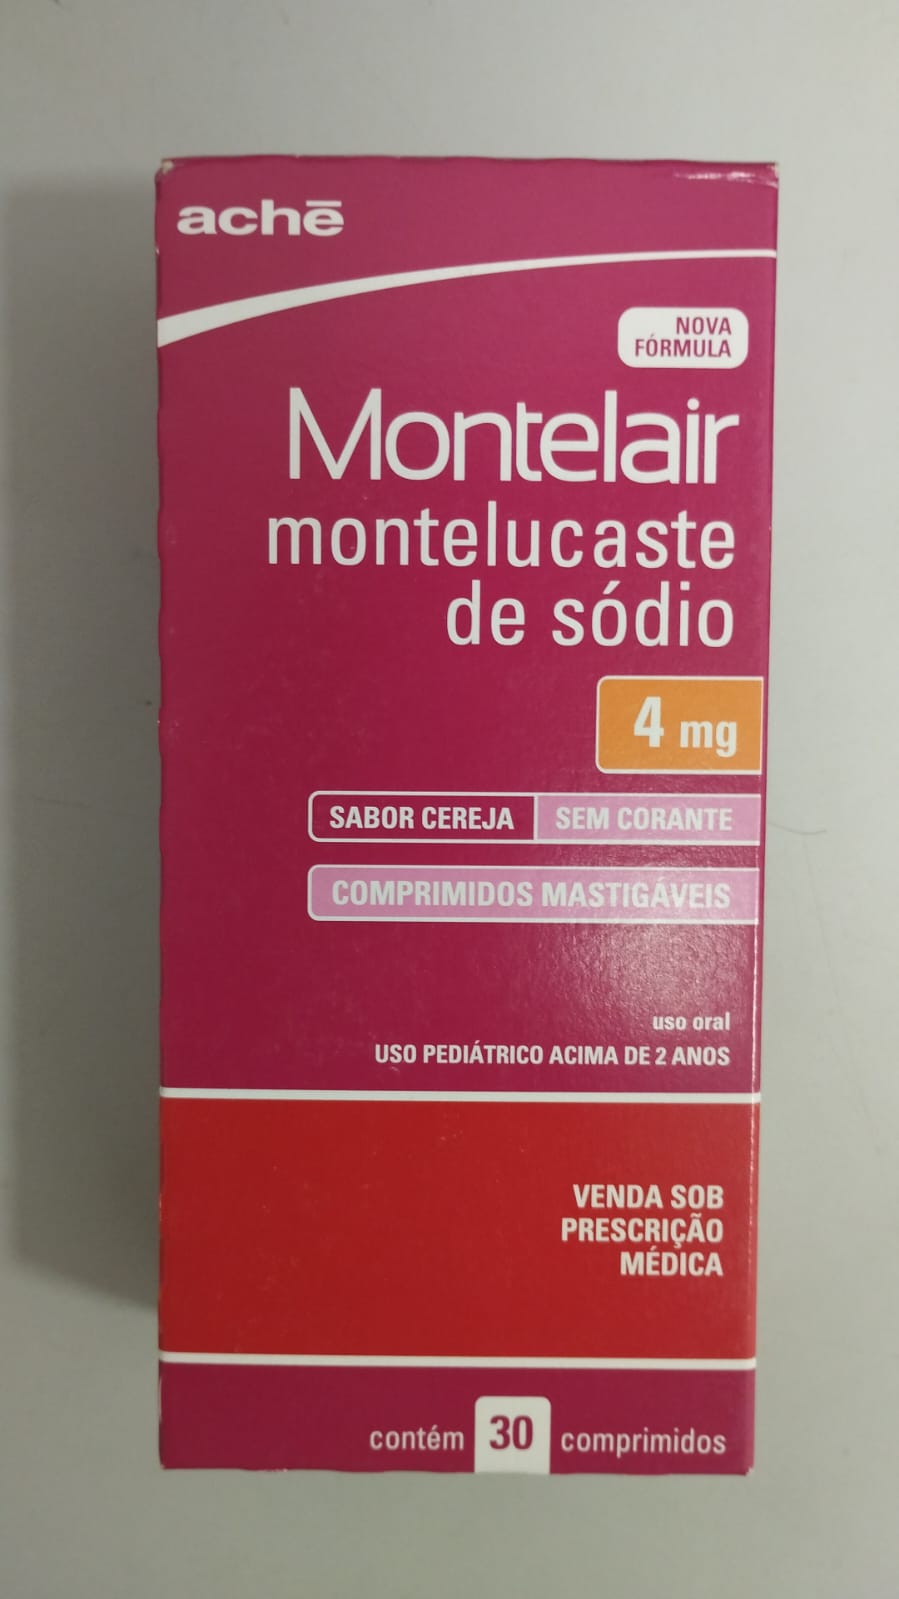 achē
NOVA
FÓRMULA
Montelair
montelucaste
de sódio
4 mg
SABOR CEREJA SEM CORANTE
COMPRIMIDOS MASTIGÁVEIS
uso oral
USO PEDIÁTRICO ACIMA DE 2 ANOS
VENDA SOB
PRESCRIÇÃO
MÉDICA
contém 30 comprimidos